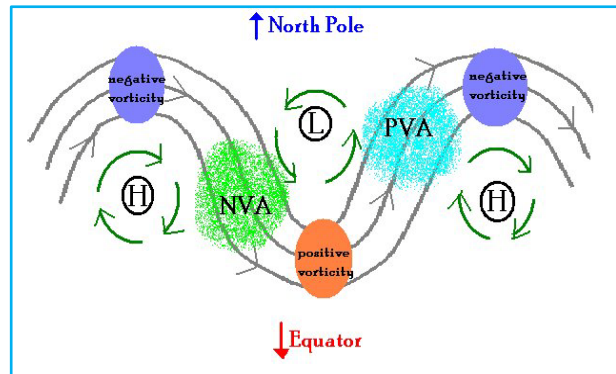 North Pole
negative
vorticity
negative
vorticity
L
PVA
H
NVA
H
positive
vorticity
Equator